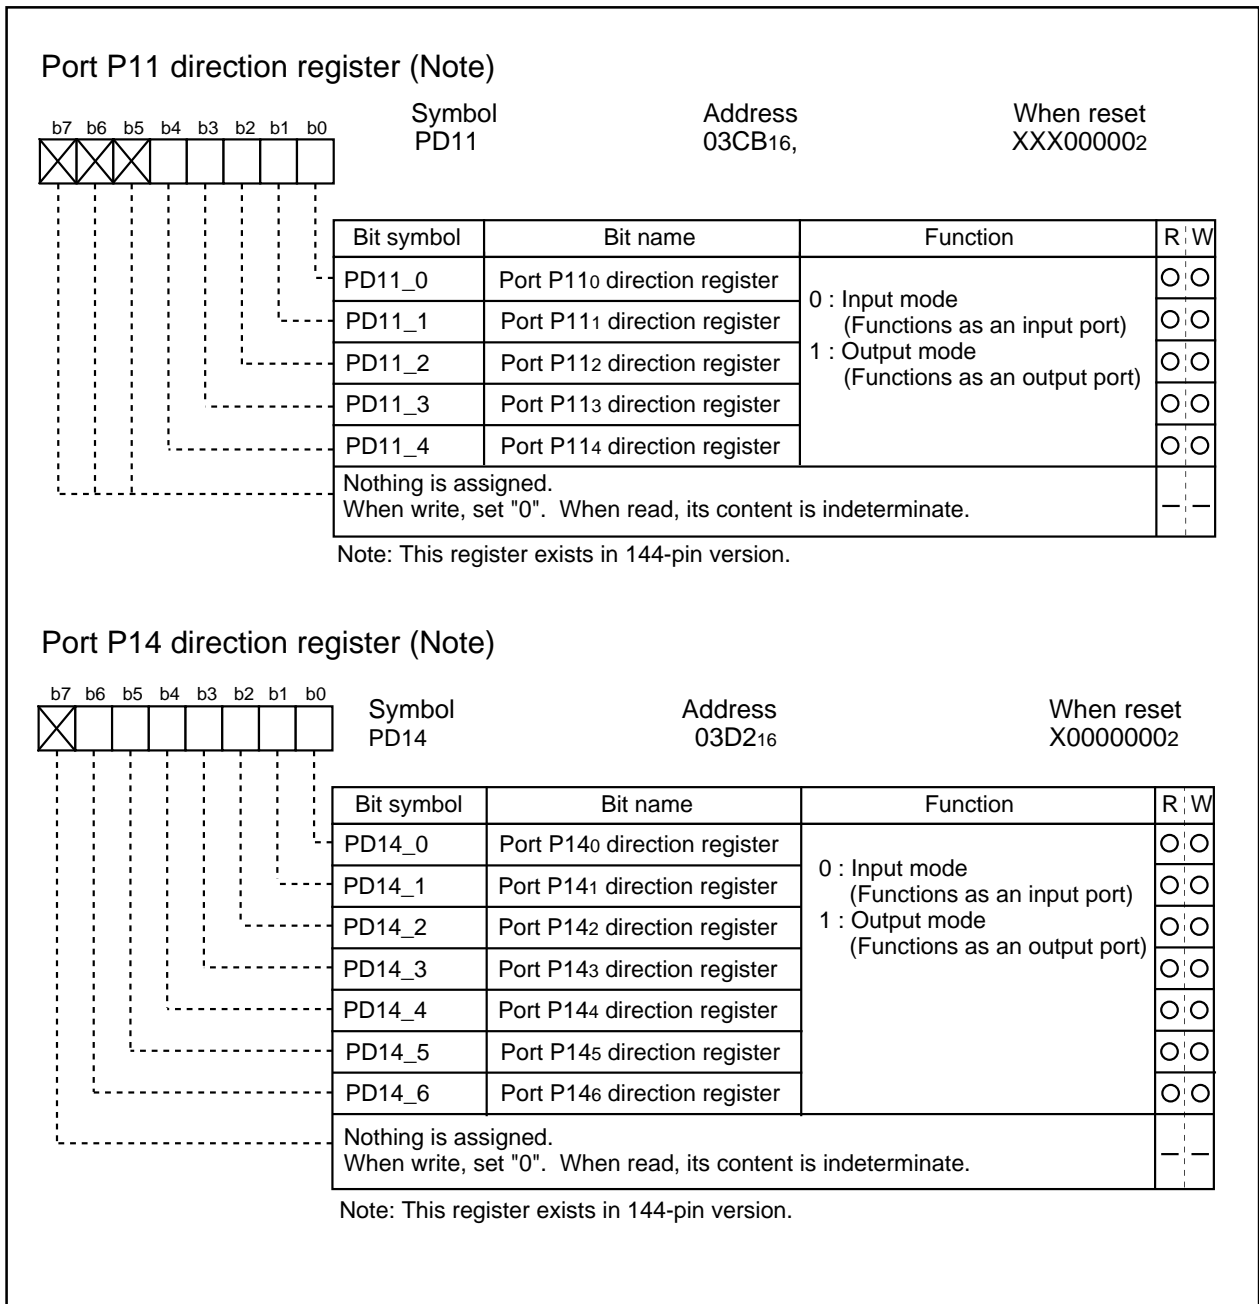 Port P11 direction register (Note)
Symbol Address When reset
b7 b6 b5 b4 b3 b2 b1 b0
PD11 03CB16, XXX000002
Bit symbol Bit name Function R W
PD11_0 Port P110 direction register
0 : Input mode
(Functions as an input port)
1 : Output mode
(Functions as an output port)
PD11_1 Port P111 direction register
PD11_2 Port P112 direction register
PD11_3 Port P113 direction register
PD11_4 Port P114 direction register
Nothing is assigned.
When write, set "0". When read, its content is indeterminate. – –
Note: This register exists in 144-pin version.
Port P14 direction register (Note)
b7 b6 b5 b4 b3 b2 b1 b0
Symbol Address When reset
PD14 03D216 X00000002
Bit symbol Bit name Function R W
PD14_0 Port P140 direction register
0 : Input mode
(Functions as an input port)
1 : Output mode
(Functions as an output port)
PD14_1 Port P141 direction register
PD14_2 Port P142 direction register
PD14_3 Port P143 direction register
PD14_4 Port P144 direction register
PD14_5 Port P145 direction register
PD14_6 Port P146 direction register
Nothing is assigned.
When write, set "0". When read, its content is indeterminate. – –
Note: This register exists in 144-pin version.